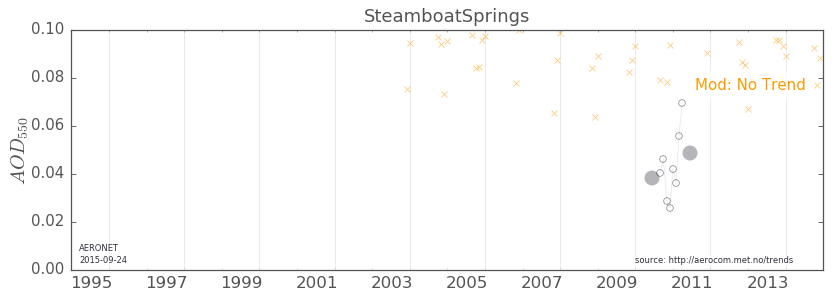 SteamboatSprings
0.10
0.08
0.06
0.04
0.02
0.00
AOD550
Mod: No Trend
AERONET
2015-09-24
source: http://aerocom.met.no/trends
1995 1997 1999 2001 2003 2005 2007 2009 2011 2013